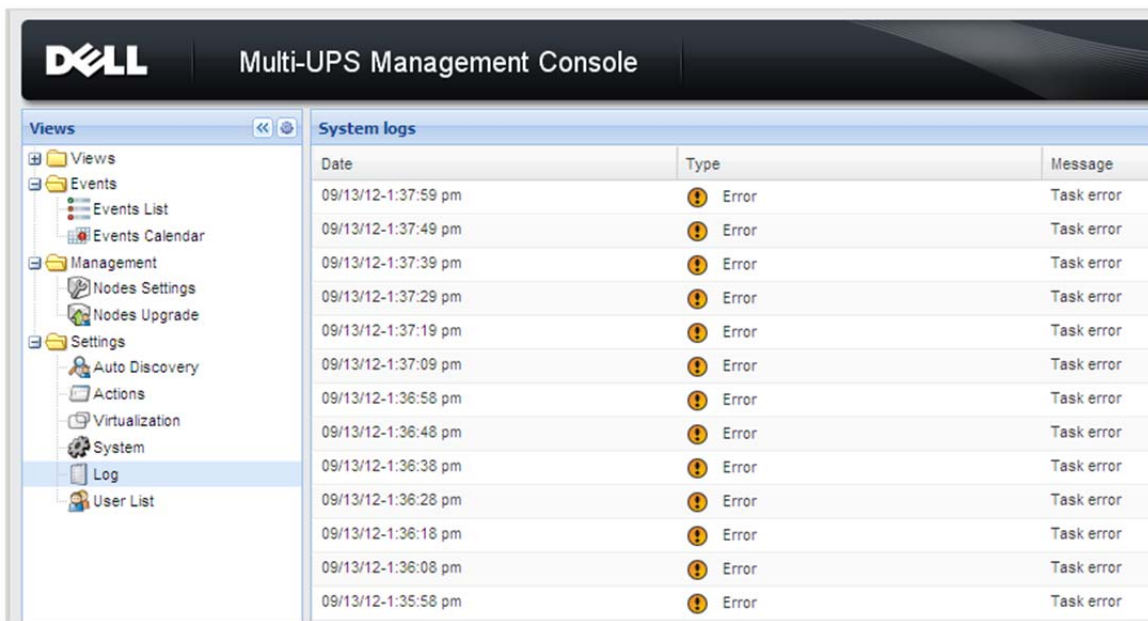 DELL
Multi-UPS Management Console
Views
System logs
Views
Events
Events List
Events Calendar
Management
Nodes Settings
Nodes Upgrade
Settings
Auto Discovery
Actions
Virtualization
System
Log
User List
Date Type Message
09/13/12-1:37:59 pm Error Task error
09/13/12-1:37:49 pm Error Task error
09/13/12-1:37:39 pm Error Task error
09/13/12-1:37:29 pm Error Task error
09/13/12-1:37:19 pm Error Task error
09/13/12-1:37:09 pm Error Task error
09/13/12-1:36:58 pm Error Task error
09/13/12-1:36:48 pm Error Task error
09/13/12-1:36:38 pm Error Task error
09/13/12-1:36:28 pm Error Task error
09/13/12-1:36:18 pm Error Task error
09/13/12-1:36:08 pm Error Task error
09/13/12-1:35:58 pm Error Task error